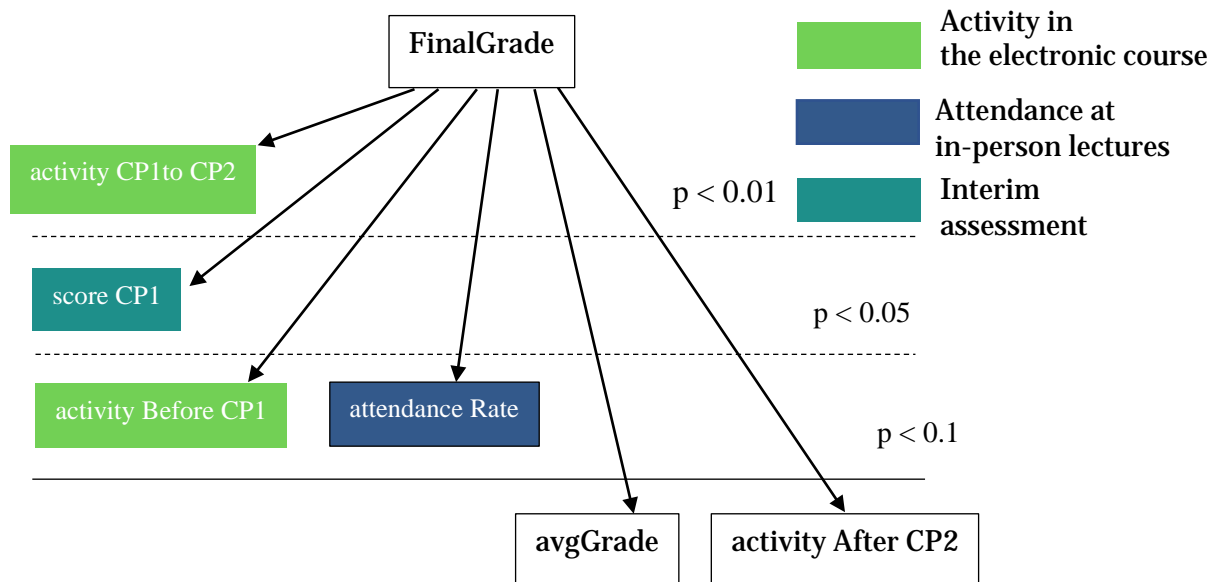 FinalGrade
Activity in
the electronic course
Attendance at
in-person lectures
Interim
assessment
activity CP1to CP2
p < 0.01
score CP1
p < 0.05
activity Before CP1
attendance Rate
p < 0.1
avgGrade
activity After CP2